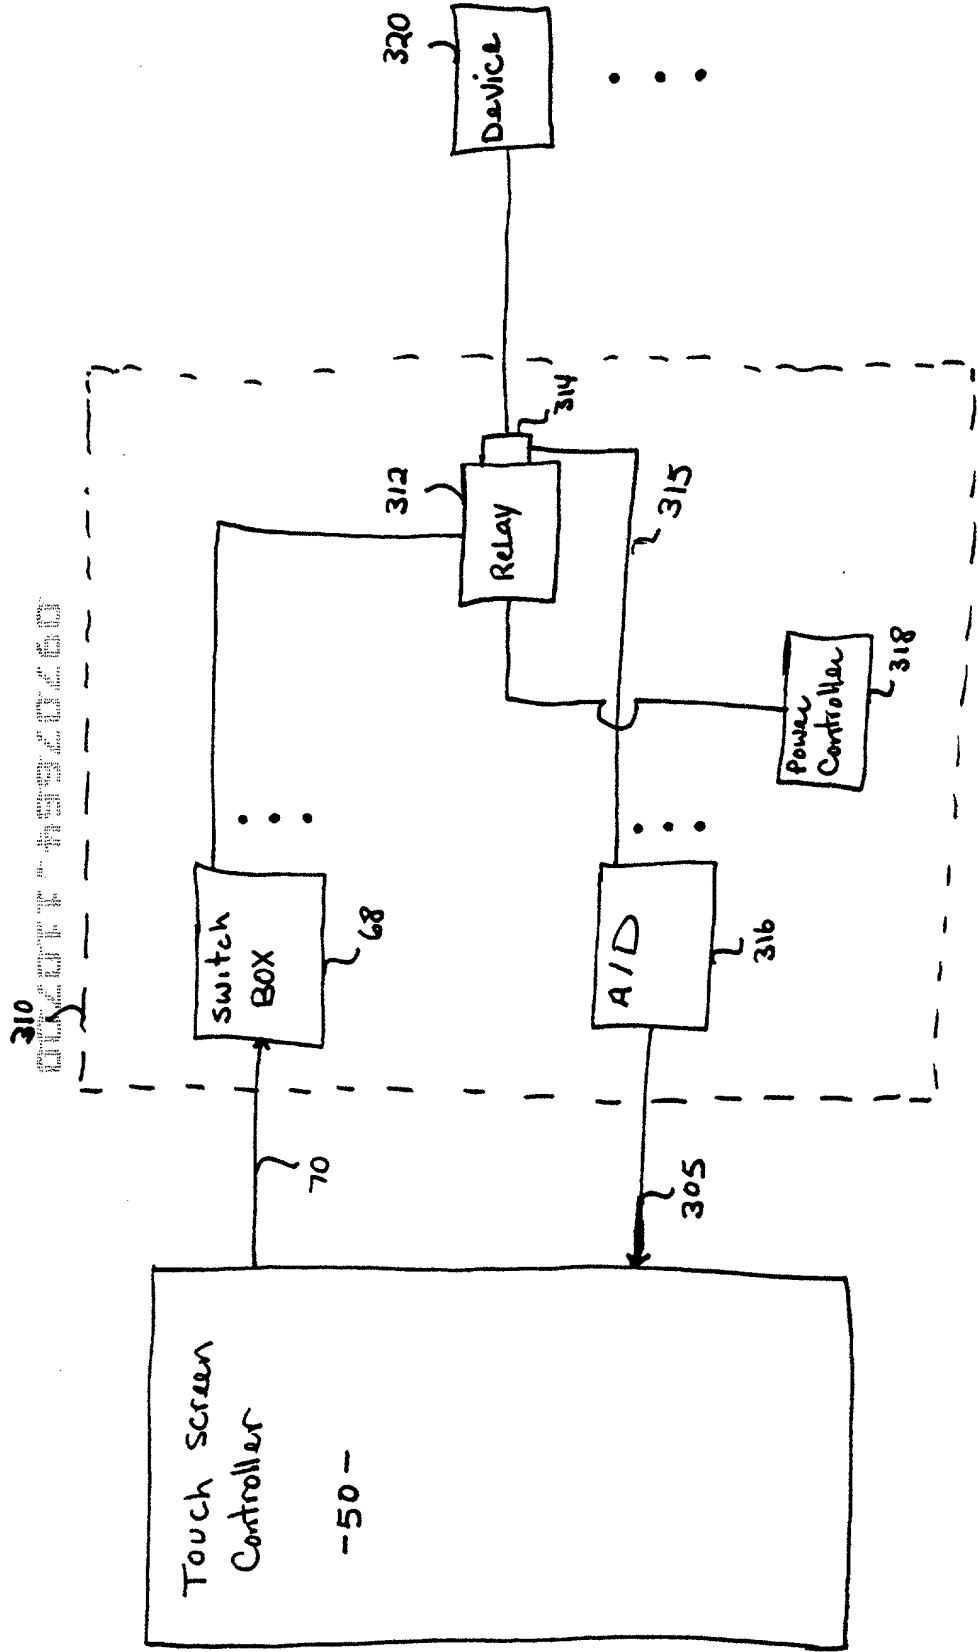 310
Touch screen
Controller
-50-
70
305
Switch
BOX
68
A/D
316
312
Relay
314
315
Power
Controller
318
320
Device